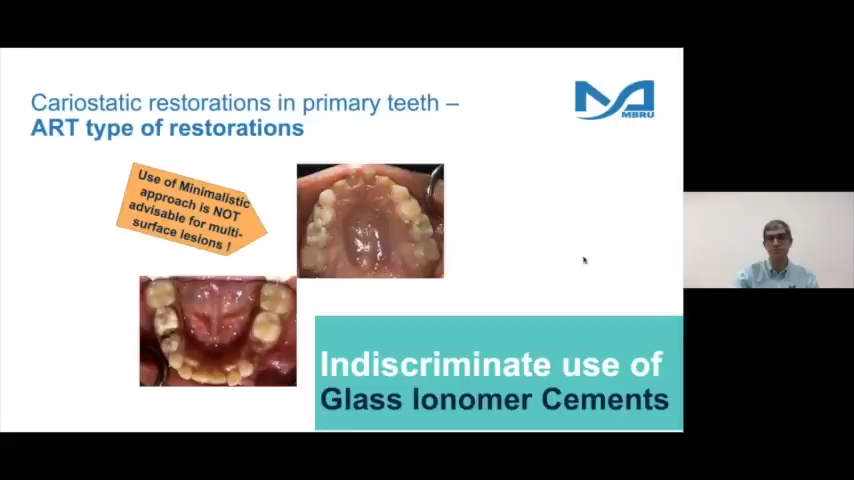 Cariostatic restorations in primary teeth –
ART type of restorations
MBRU
Use of Minimalistic
approach is NOT
advisable for multi-
surface lesions !
Indiscriminate use of
Glass Ionomer Cements